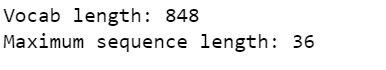 Vocab length: 848
Maximum sequence length: 36